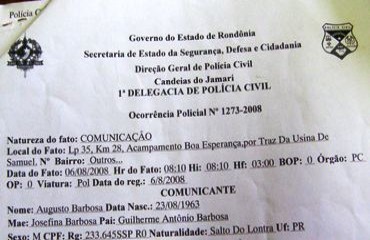 Polícia Civ
Governo do Estado de Rondônia
Secretaria de Estado da Segurança, Defesa e Cidadania
Direção Geral de Polícia Civil
Candeias do Jamari
1ª DELEGACIA DE POLÍCIA CIVIL
Ocorrência Policial Nº 1273-2008
Natureza do fato: COMUNICAÇÃO
Local do Fato: Lp 35, Km 28, Acampamento Boa Esperança,por Traz Da Usina De
Samuel, Nº Bairro: Outros...
Data do Fato: 06/08/2008 Hr do Fato: 08:10 Hi: 08:10 Hf: 03:00 BOP: 0 Órgão: PC
OP: 0 Viatura: Pol Data do reg.: 6/8/2008
COMUNICANTE
Nome: Augusto Barbosa Data Nasc.: 23/08/1963
Mae: Josefina Barbosa Pai: Guilherme Antônio Barbosa
Sexo: M CPF: Rg: 233.645SSP R0 Naturalidade: Salto Do Lontra Uf: PR